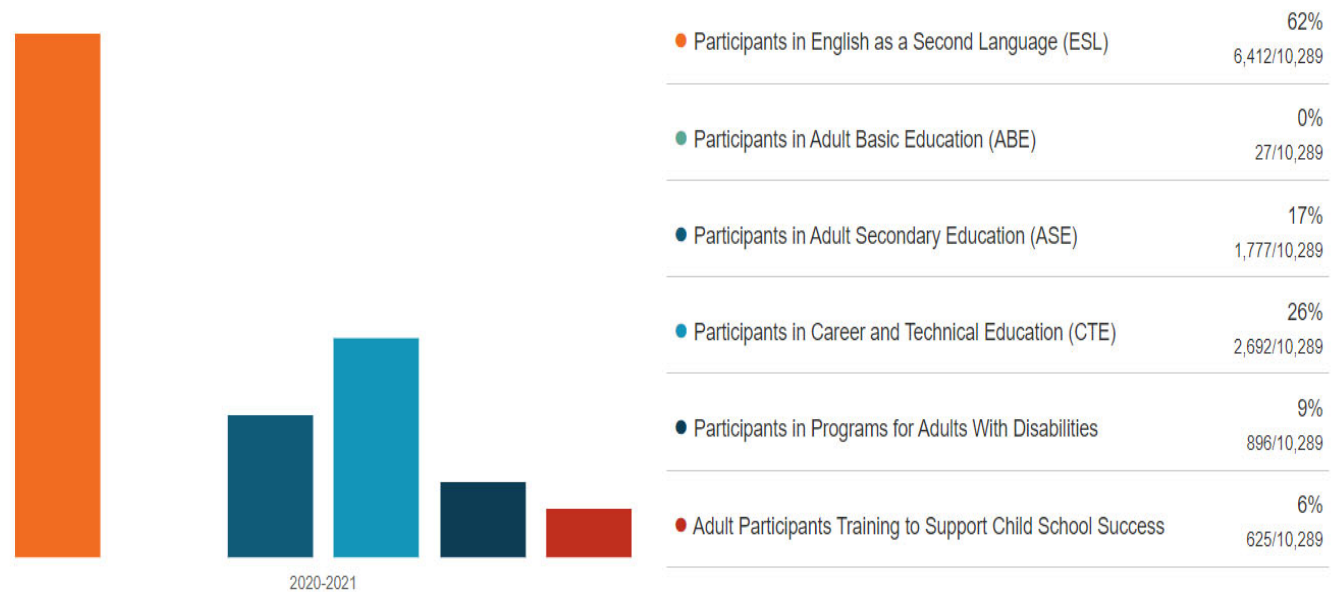 Participants in English as a Second Language (ESL)
62%
6,412/10,289
Participants in Adult Basic Education (ABE)
0%
27/10,289
Participants in Adult Secondary Education (ASE)
17%
1,777/10,289
Participants in Career and Technical Education (CTE)
26%
2,692/10,289
Participants in Programs for Adults With Disabilities
9%
896/10,289
Adult Participants Training to Support Child School Success
6%
625/10,289
2020-2021